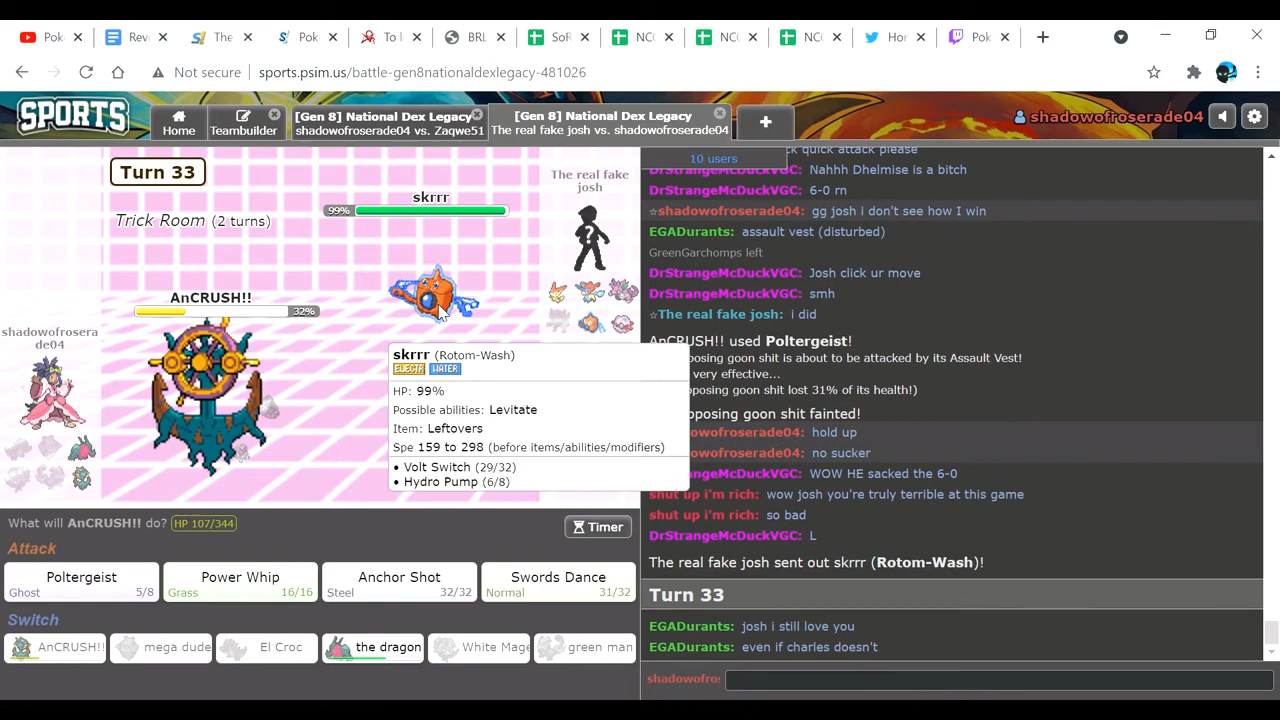 Pok
Rev
The
Pok
To l
BRL
SoR
NC(
NC(
NC(
Hor
Pok
Not secure
sports.psim.us/battle-gen8nationaldexlegacy-481026
SPORTS
Home
Teambuilder
[Gen 8] National Dex Legacy
shadowofroserade04 vs. Zaqwe51
[Gen 8] National Dex Legacy
The real fake josh vs. shadowofroserade04
shadowofroserade04
Turn 33
Trick Room (2 turns)
skrrr
99%
The real fake
josh
AnCRUSH!!
32%
shadowofrosera
de04
skrrr (Rotom-Wash)
ELECTR WATER
HP: 99%
Possible abilities: Levitate
Item: Leftovers
Spe 159 to 298 (before items/abilities/modifiers)
• Volt Switch (29/32)
• Hydro Pump (6/8)
What will AnCRUSH!! do? HP 107/344
Timer
Attack
Poltergeist
Ghost 5/8
Power Whip
Grass 16/16
Anchor Shot
Steel 32/32
Swords Dance
Normal 31/32
Switch
AnCRUSH!!
mega dude
El Croc
the dragon
White Mage
green man
10 users
ck quick attack please
DrStrangeMcDuckVGC: Nahhh Dhelmise is a bitch
DrStrangeMcDuckVGC: 6-0 rn
☆shadowofroserade04: gg josh i don't see how I win
EGADurants: assault vest (disturbed)
GreenGarchomps left
DrStrangeMcDuckVGC: Josh click ur move
DrStrangeMcDuckVGC: smh
☆The real fake josh: i did
AnCRUSH!! used Poltergeist!
posing goon shit is about to be attacked by its Assault Vest!
very effective...
posing goon shit lost 31% of its health!)
pposing goon shit fainted!
owofroserade04: hold up
owofroserade04: no sucker
ngeMcDuckVGC: WOW HE sacked the 6-0
shut up i'm rich: wow josh you're truly terrible at this game
shut up i'm rich: so bad
DrStrangeMcDuckVGC: L
The real fake josh sent out skrrr (Rotom-Wash)!
Turn 33
EGADurants: josh i still love you
EGADurants: even if charles doesn't
shadowofro: